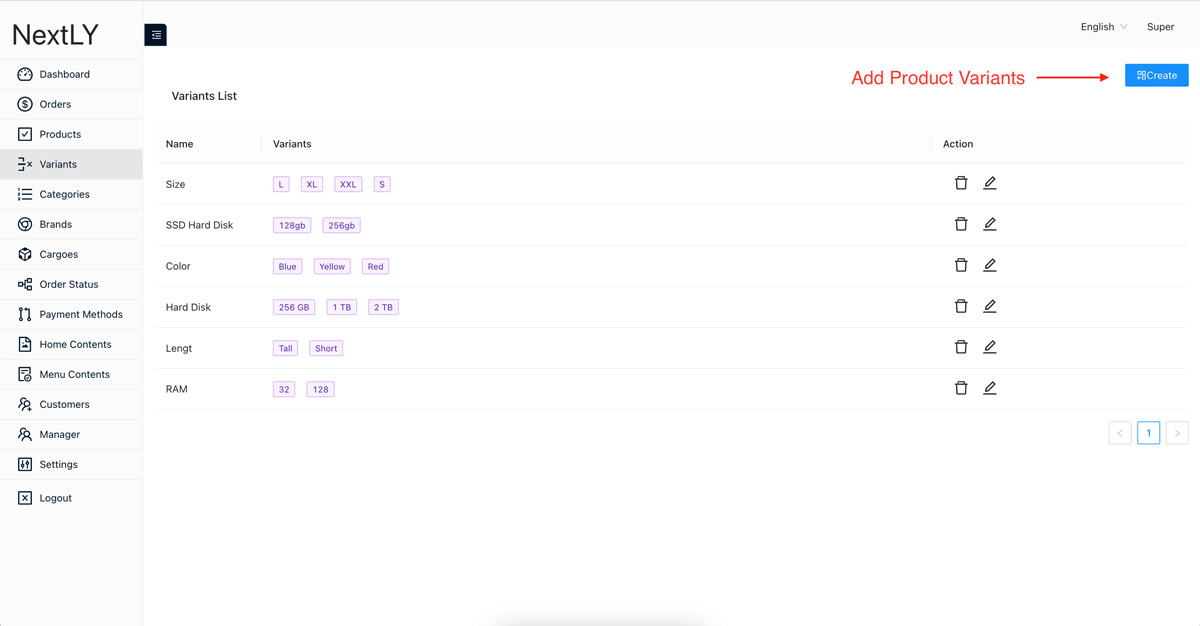 NextLY
English
Super
Add Product Variants
Create
Dashboard
Orders
Products
Variants
Categories
Brands
Cargoes
Order Status
Payment Methods
Home Contents
Menu Contents
Customers
Manager
Settings
Logout
Variants List
Name Variants Action
Size L XL XXL S
SSD Hard Disk 128gb 256gb
Color Blue Yellow Red
Hard Disk 256 GB 1 TB 2 TB
Lengt Tall Short
RAM 32 128
1